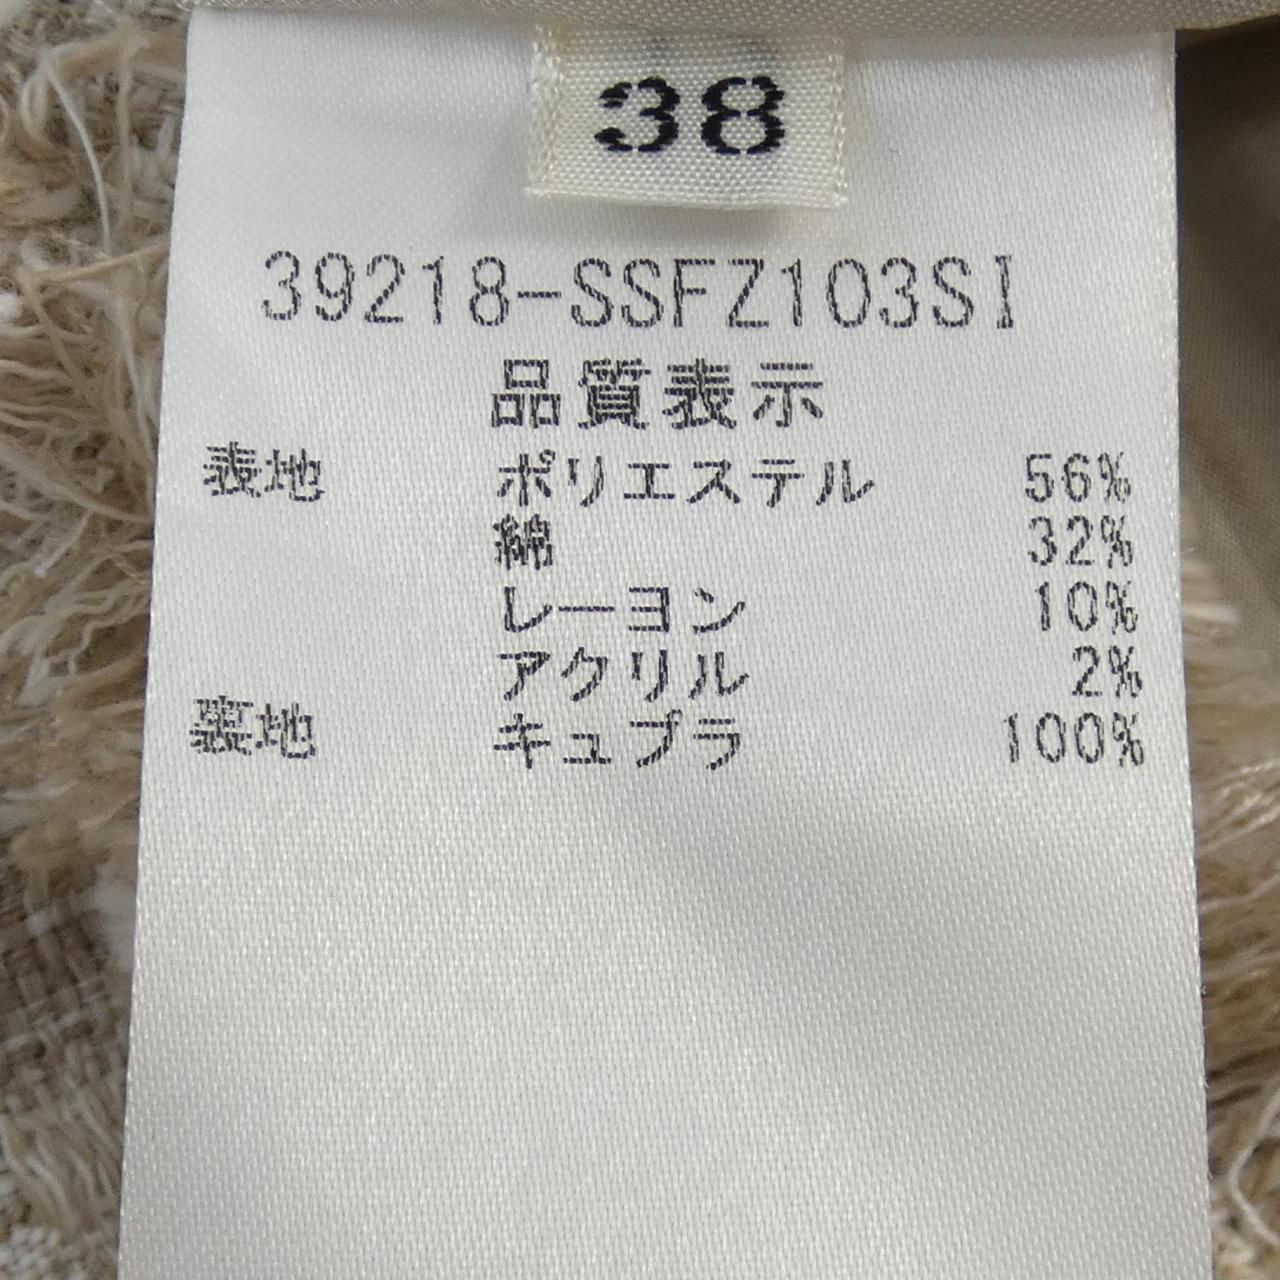 38
39218-SSFZ103SI
品質表示
表地 ポリエステル 56%
綿 32%
レーヨン 10%
アクリル 2%
裏地 キュプラ 100%